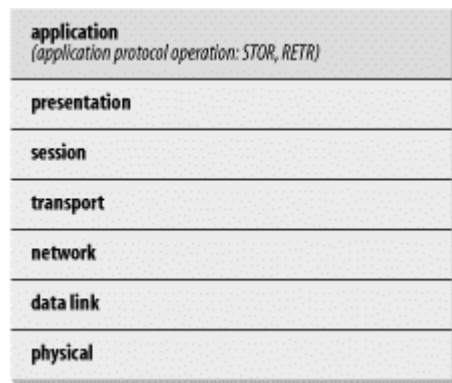 application
(application protocol operation: STOR, RETR)
presentation
session
transport
network
data link
physical